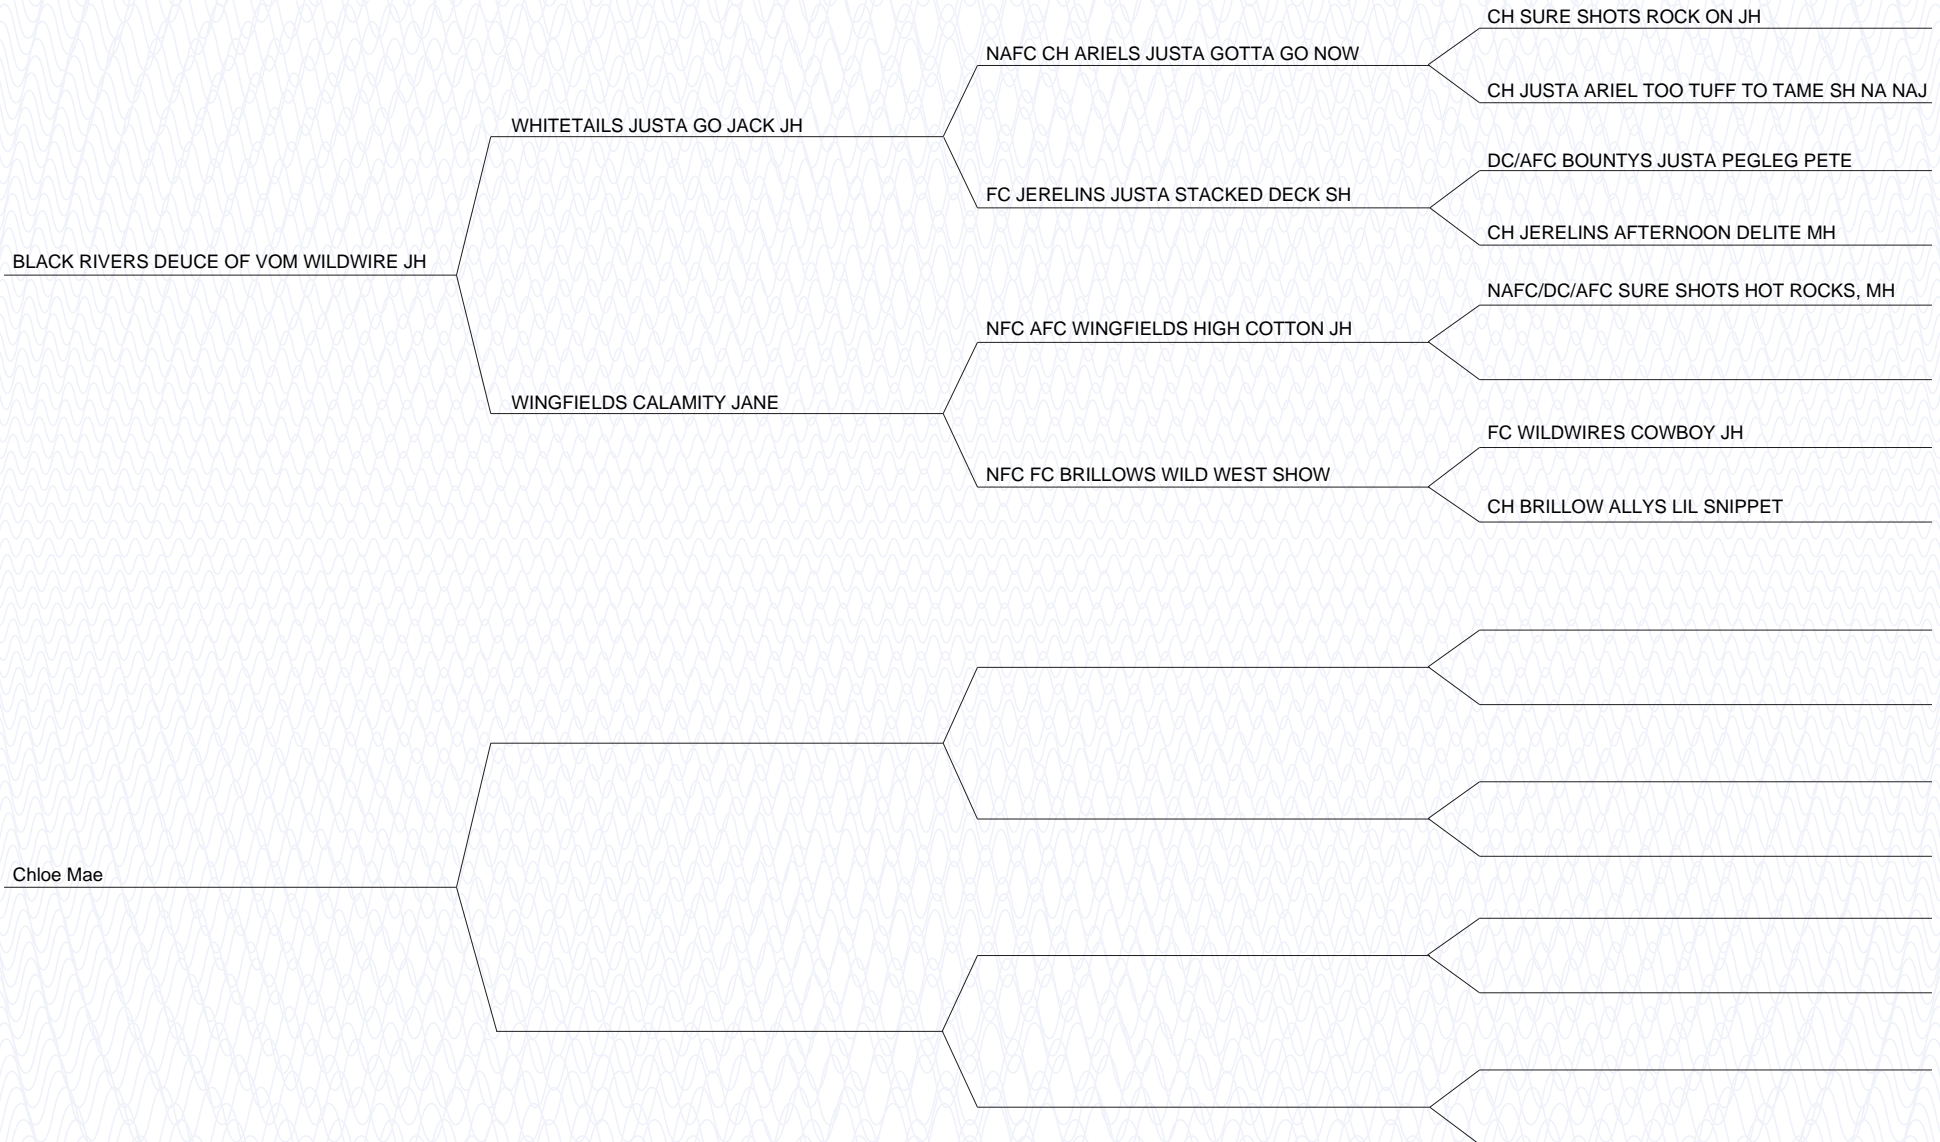 CH SURE SHOTS ROCK ON JH
NAFC CH ARIELS JUSTA GOTTA GO NOW
CH JUSTA ARIEL TOO TUFF TO TAME SH NA NAJ
WHITETAILS JUSTA GO JACK JH
DC/AFC BOUNTYS JUSTA PEGLEG PETE
FC JERELINS JUSTA STACKED DECK SH
CH JERELINS AFTERNOON DELITE MH
BLACK RIVERS DEUCE OF VOM WILDWIRE JH
NAFC/DC/AFC SURE SHOTS HOT ROCKS, MH
NFC AFC WINGFIELDS HIGH COTTON JH
WINGFIELDS CALAMITY JANE
FC WILDWIRES COWBOY JH
NFC FC BRILLOWS WILD WEST SHOW
CH BRILLOW ALLYS LIL SNIPPET
Chloe Mae